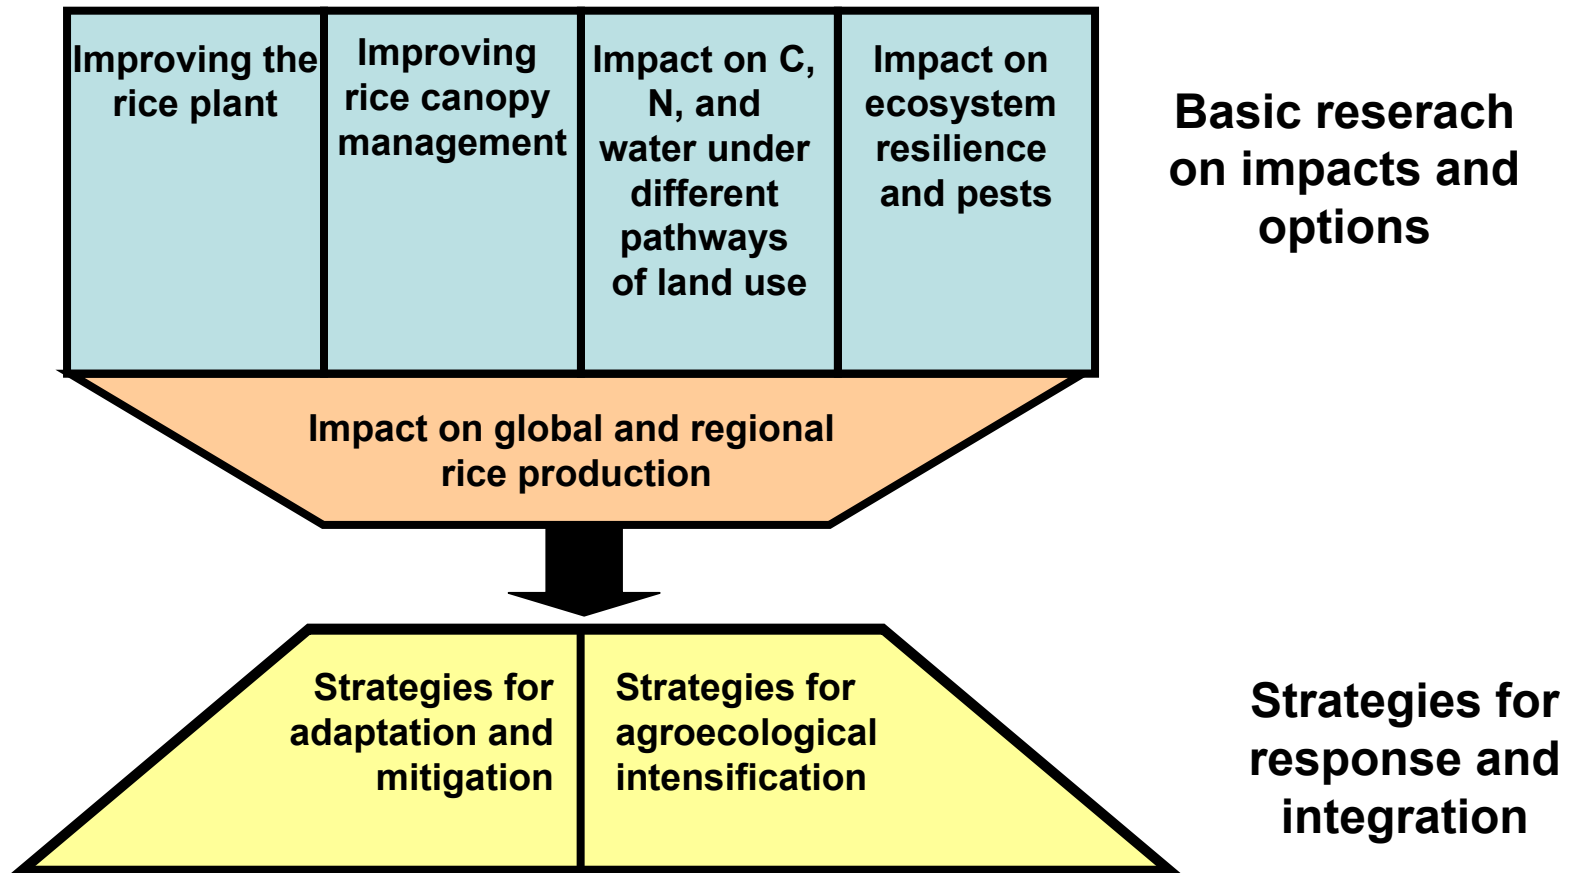 Improving the
rice plant
Improving
rice canopy
management
Impact on C,
N, and
water under
different
pathways
of land use
Impact on
ecosystem
resilience
and pests
Basic reserach
on impacts and
options
Impact on global and regional
rice production
Strategies for
adaptation and
mitigation
Strategies for
agroecological
intensification
Strategies for
response and
integration